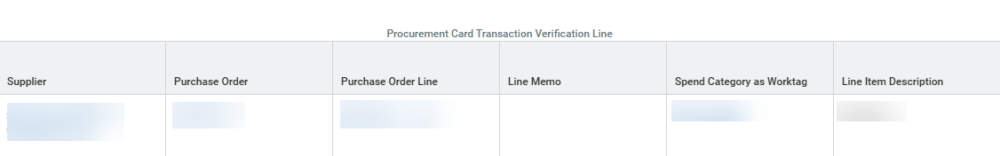 Procurement Card Transaction Verification Line
Supplier
Purchase Order
Purchase Order Line
Line Memo
Spend Category as Worktag
Line Item Description